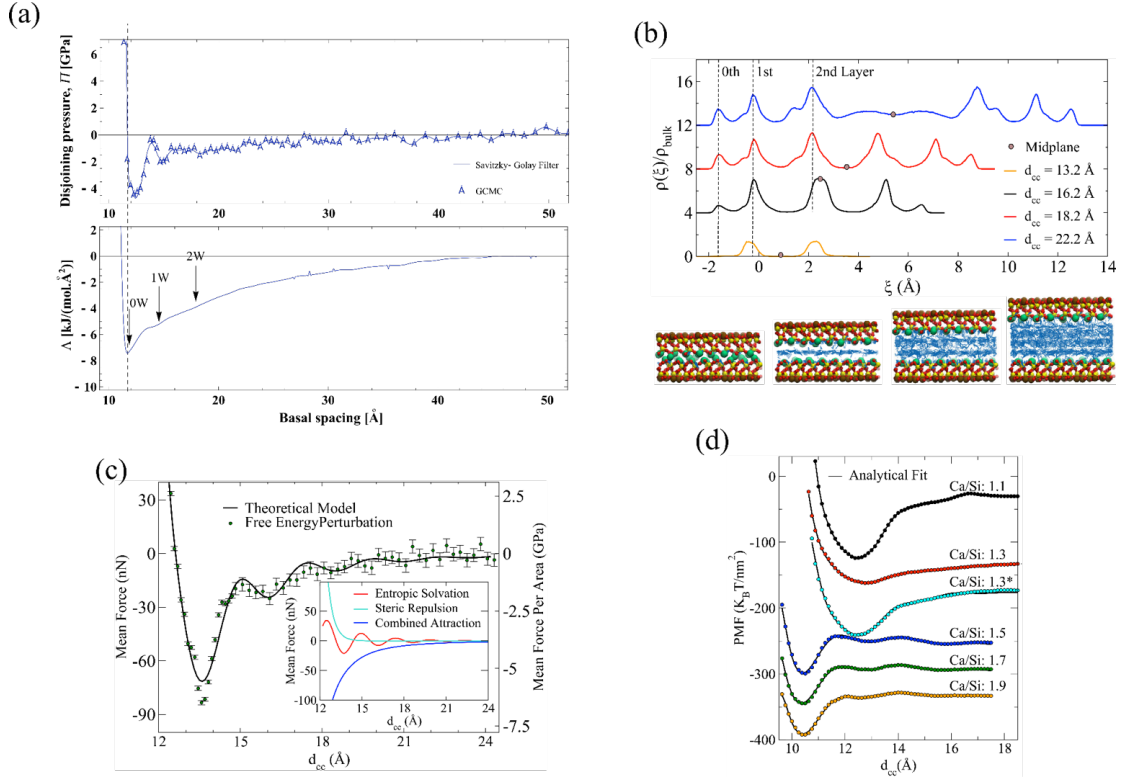 (a)
Disjoining pressure, Π [GPa]
6
4
2
0
- 2
- 4
Savitzky- Golay Filter
GCMC
10
20
30
40
50
Λ [kJ/(mol.Å²)]
2
0
- 2
- 4
- 6
- 8
- 10
0W
1W
2W
10
20
30
40
50
Basal spacing [Å]
(b)
ρ(ξ)/ρbulk
16
12
8
4
0
0th
1st
2nd Layer
Midplane
dcc = 13.2 Å
dcc = 16.2 Å
dcc = 18.2 Å
dcc = 22.2 Å
-2 0 2 4 6 8 10 12 14
ξ (Å)
(c)
Mean Force (nN)
30
0
-30
-60
-90
Theoretical Model
Free EnergyPerturbation
Mean Force Per Area (GPa)
2.5
0
-2.5
-5
-7.5
Mean Force (nN)
100
50
0
-50
-100
Entropic Solvation
Steric Repulsion
Combined Attraction
12 15 18 21 24
dcc (Å)
12 15 18 21 24
dcc (Å)
(d)
PMF (KBT/nm²)
0
-100
-200
-300
-400
Analytical Fit
Ca/Si: 1.1
Ca/Si: 1.3
Ca/Si: 1.3*
Ca/Si: 1.5
Ca/Si: 1.7
Ca/Si: 1.9
10 12 14 16 18
dcc(Å)